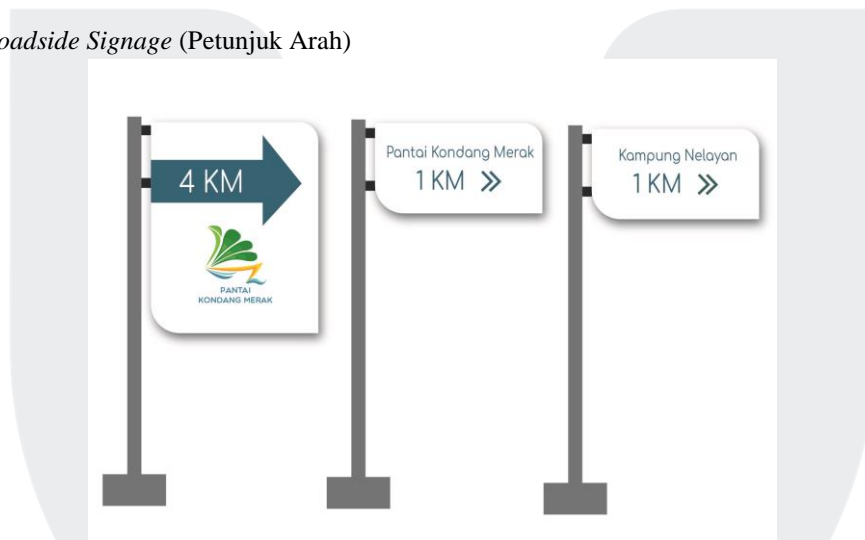 oadside Signage (Petunjuk Arah)
4 KM
PANTAI
KONDANG MERAK
Pantai Kondang Merak
1 KM »
Kampung Nelayan
1 KM »